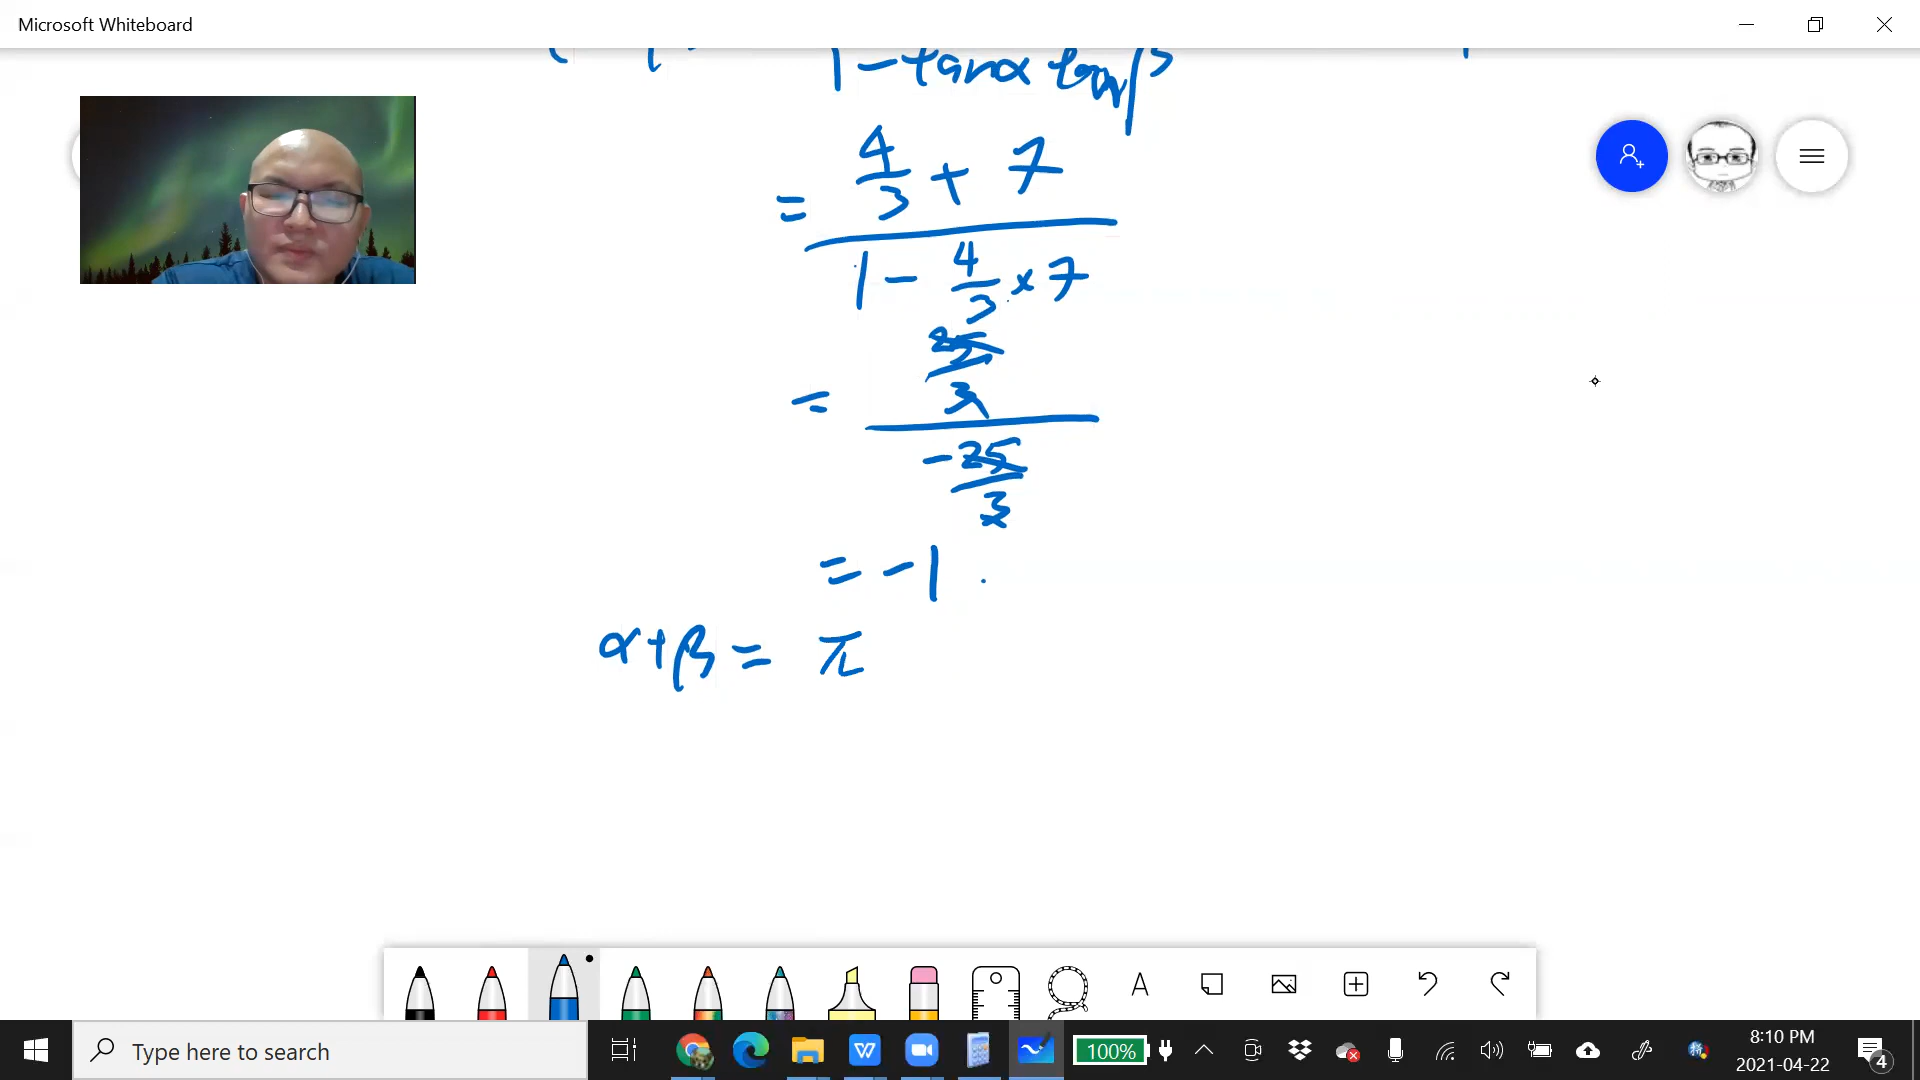 Microsoft Whiteboard
1 - tanα tanβ
= (4/3 + 7) / (1 - 4/3 × 7)
= (25/3) / (-25/3)
= -1
α+β = π
Type here to search
100%
8:10 PM
2021-04-22
4